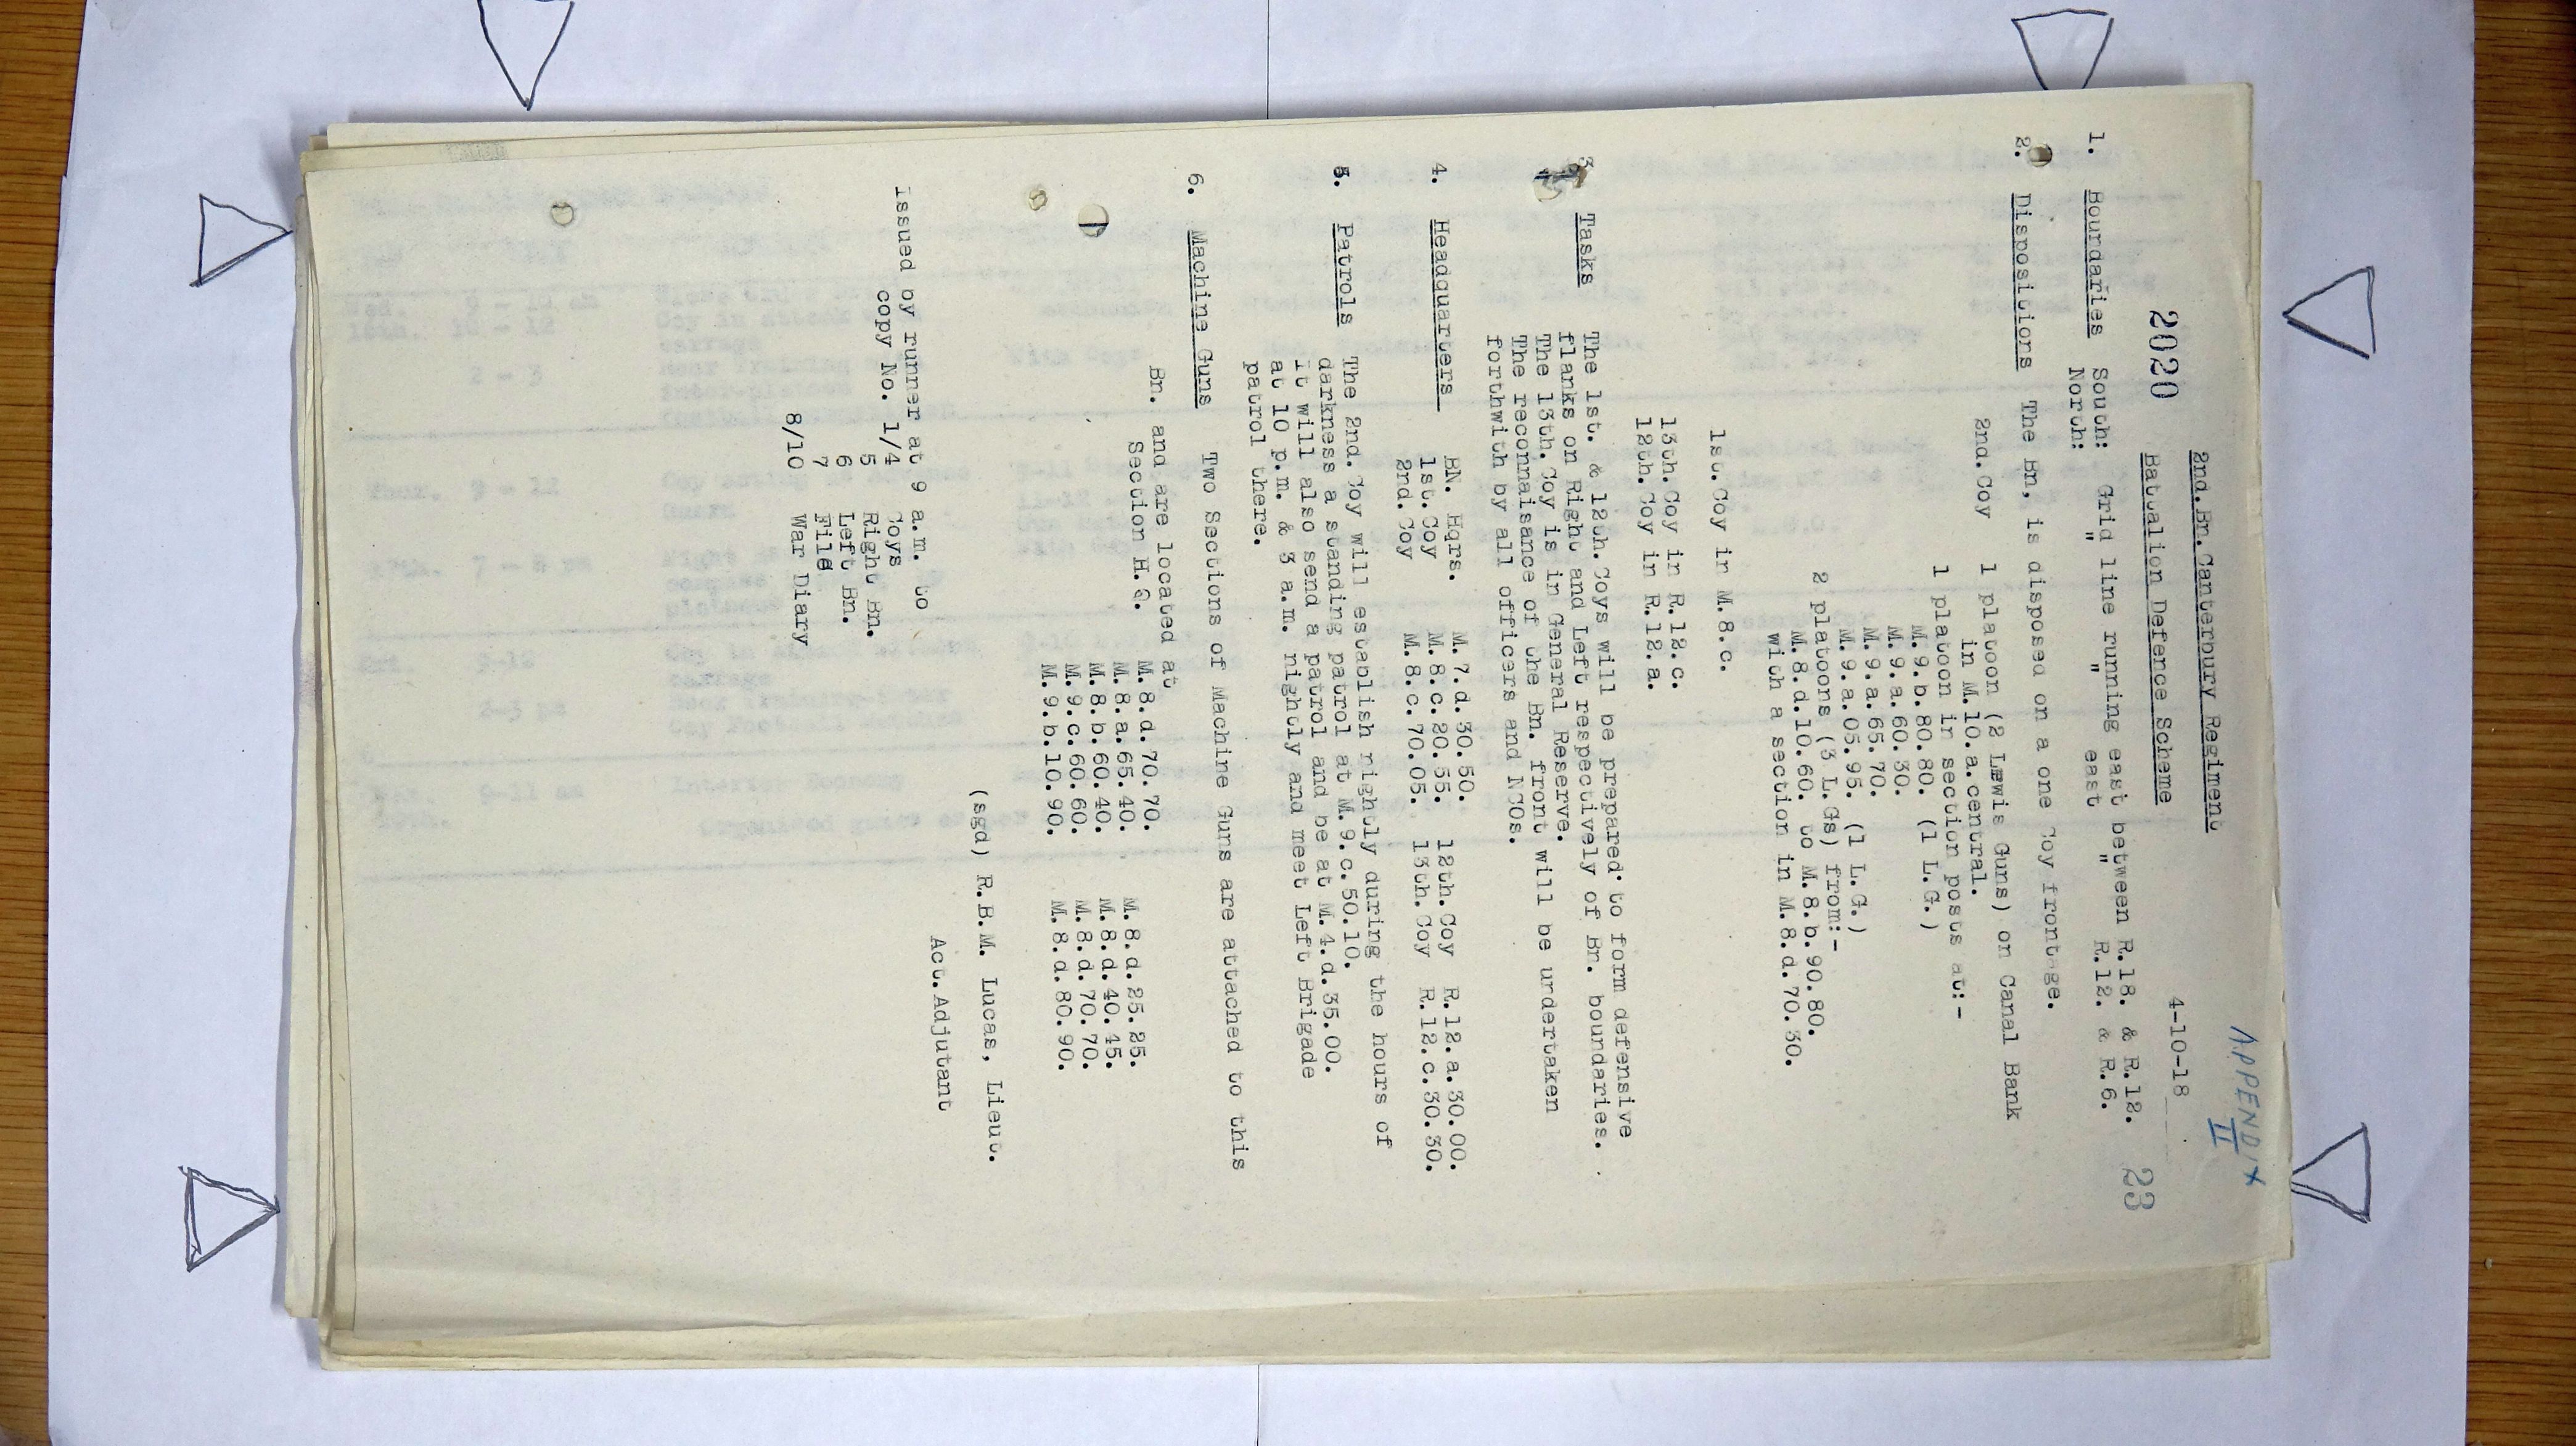 APPENDIX
II
2nd.Bn.Canterbury Regiment
4-10-18
23
2020
Battalion Defence Scheme
1. Boundaries South: Grid line running east between R.18. & R.12.
North: " " east " R.12. & R.6.
2. Dispositions The Bn, is disposed on a one Coy frontage.
2nd.Coy 1 platoon (2 Lewis Guns) on Canal Bank
in M.10.a.central.
1 platoon in section posts at:-
M.9.b.80.80. (1 L.G.)
M.9.a.60.30.
M.9.a.65.70.
M.9.a.05.95. (1 L.G.)
2 platoons (3 L.Gs) from:-
M.8.d.10.60. to M.8.b.90.80.
with a section in M.8.d.70.30.
1st.Coy in M.8.c.
13th.Coy in R.12.c.
12th.Coy in R.12.a.
3. Tasks
The 1st. & 12th.Coys will be prepared to form defensive
flanks on Right and Left respectively of Bn. boundaries.
The 13th.Coy is in General Reserve.
The reconnaisance of the Bn. front will be undertaken
forthwith by all officers and NCOs.
4. Headquarters
BN. Hqrs. M.7.d.30.50.
1st.Coy M.8.c.20.55. 12th.Coy R.12.a.30.00.
2nd.Coy M.8.c.70.05. 13th.Coy R.12.c.30.30.
5. Patrols
The 2nd.Coy will establish nightly during the hours of
darkness a standing patrol at M.9.c.50.10.
it will also send a patrol and be at M.4.d.35.00.
at 10 p.m. & 3 a.m. nightly and meet Left Brigade
patrol there.
6. Machine Guns
Two Sections of Machine Guns are attached to this
Bn. and are located at
Section H.Q. M.8.d.70.70. M.8.d.25.25.
M.8.a.65.40. M.8.d.40.45.
M.8.b.60.40. M.8.d.70.70.
M.9.c.60.60. M.8.d.80.90.
M.9.b.10.90.
(sgd) R.B.M. Lucas, Lieut.
Act.Adjutant
issued by runner at 9 a.m. to
copy No. 1/4 Coys
5 Right Bn.
6 Left Bn.
7 File
8/10 War Diary